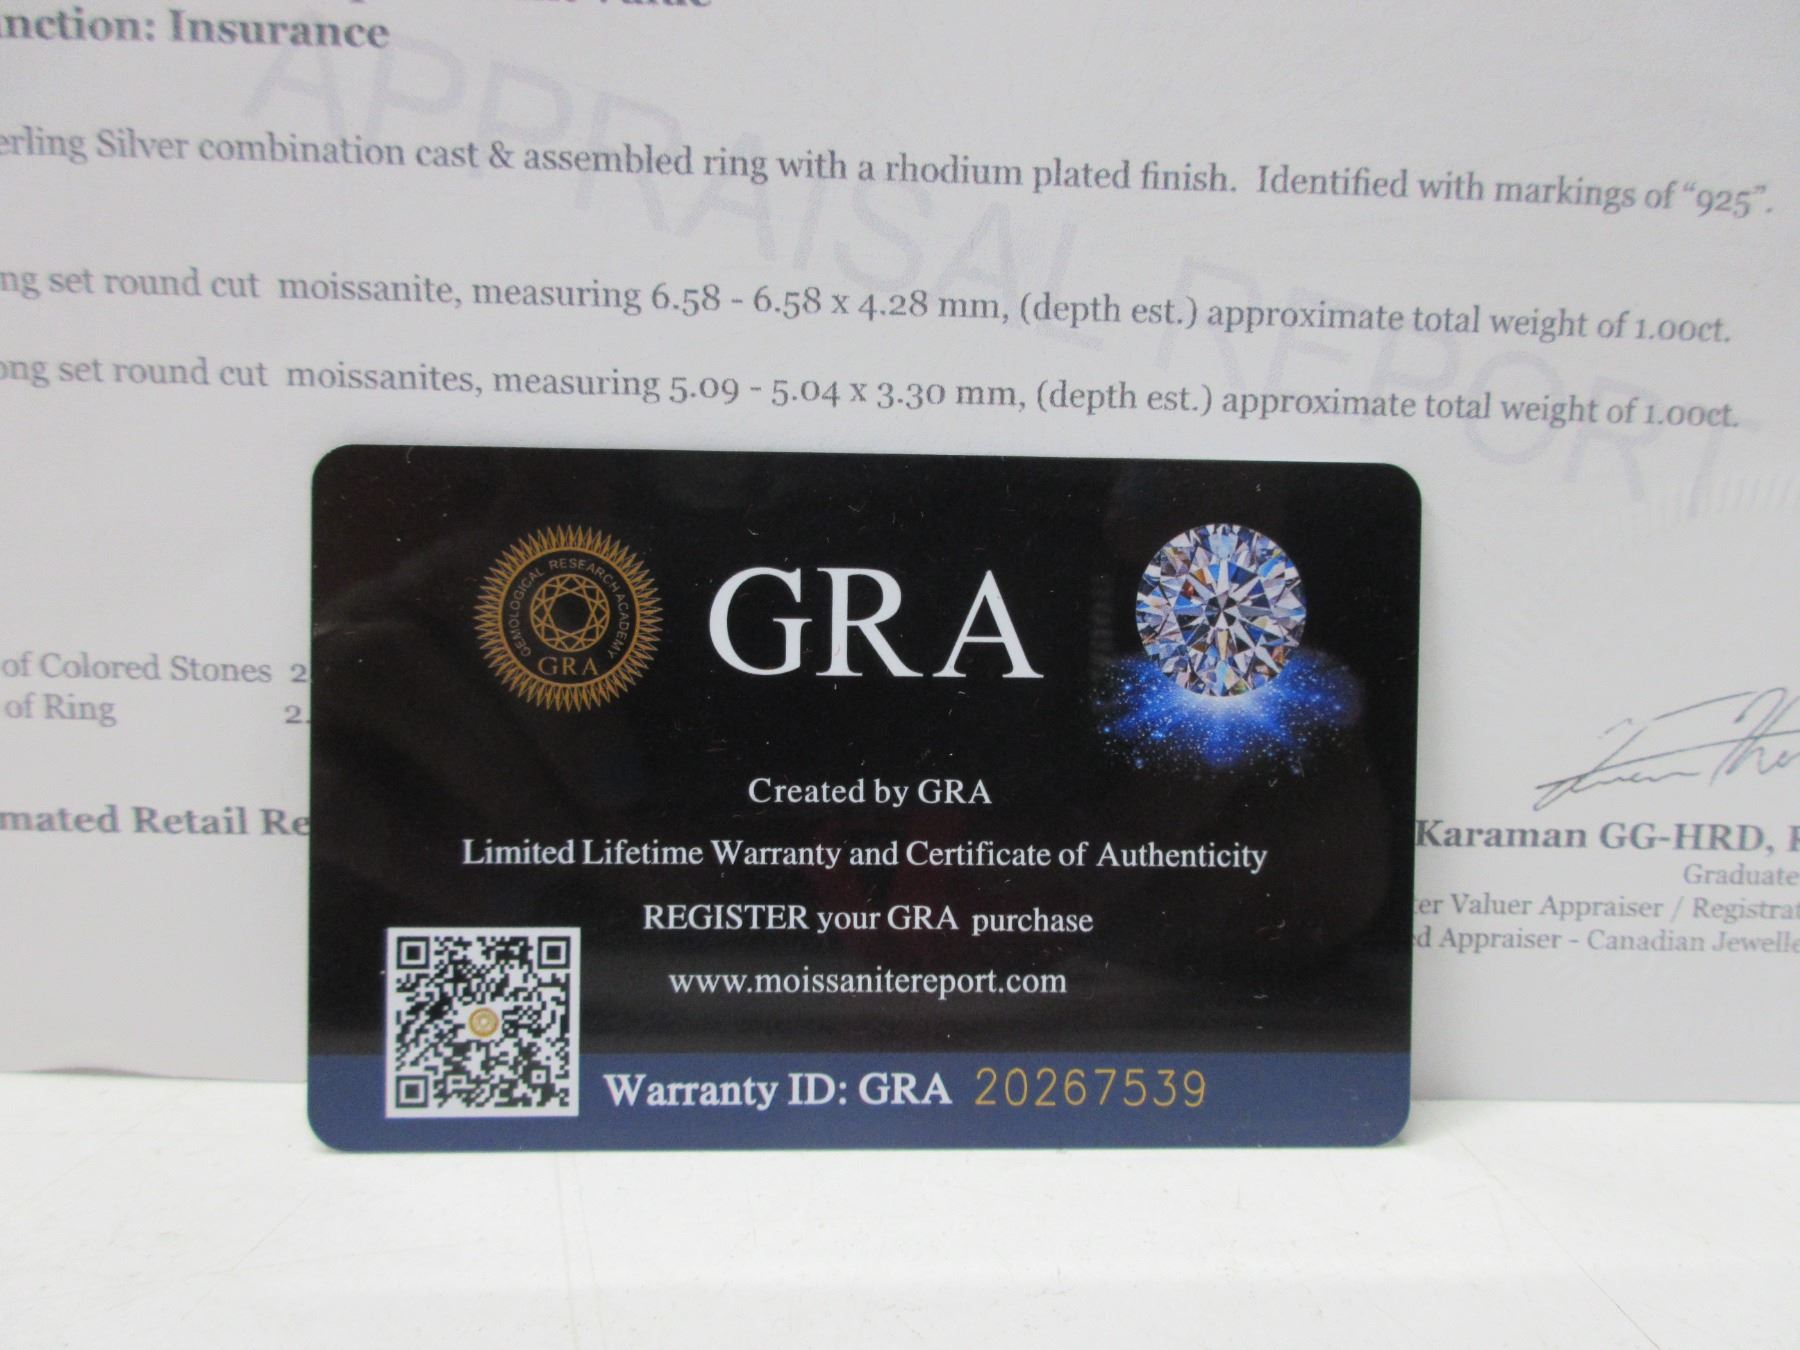 nction: Insurance
APPRAISAL REPORT
erling Silver combination cast & assembled ring with a rhodium plated finish. Identified with markings of “925”.
ng set round cut moissanite, measuring 6.58 - 6.58 x 4.28 mm, (depth est.) approximate total weight of 1.00ct.
ong set round cut moissanites, measuring 5.09 - 5.04 x 3.30 mm, (depth est.) approximate total weight of 1.00ct.
of Colored Stones 2
of Ring 2.
mated Retail Re
Karaman GG-HRD,
Graduate
er Valuer Appraiser / Registrat
d Appraiser - Canadian Jewelle
GEMOLOGICAL RESEARCH ACADEMY
GRA
GRA
Created by GRA
Limited Lifetime Warranty and Certificate of Authenticity
REGISTER your GRA purchase
www.moissanitereport.com
Warranty ID: GRA 20267539